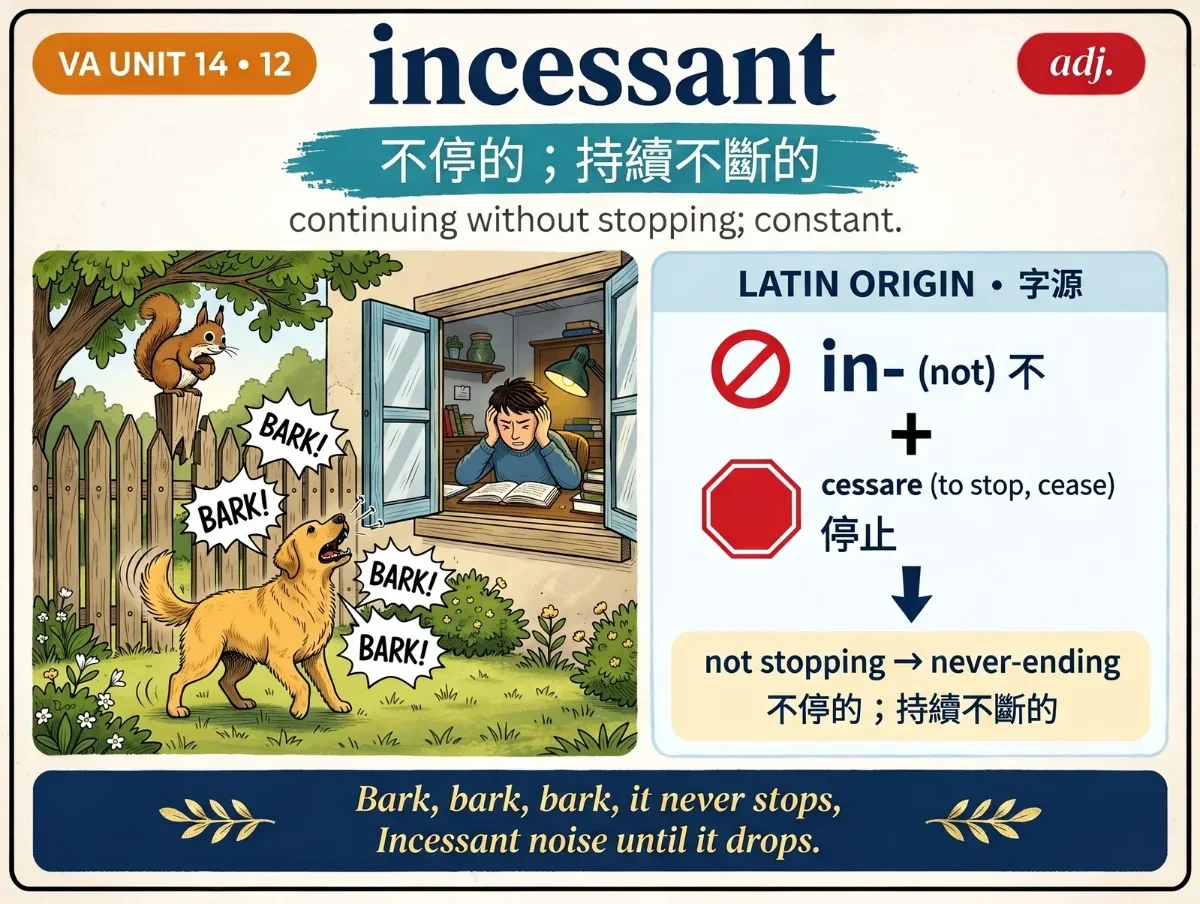 VA UNIT 14 • 12
incessant
adj.
不停的；持續不斷的
continuing without stopping; constant.
BARK!
BARK!
BARK!
BARK!
LATIN ORIGIN • 字源
in- (not) 不
+
cessare (to stop, cease)
停止
not stopping → never-ending
不停的；持續不斷的
Bark, bark, bark, it never stops,
Incessant noise until it drops.